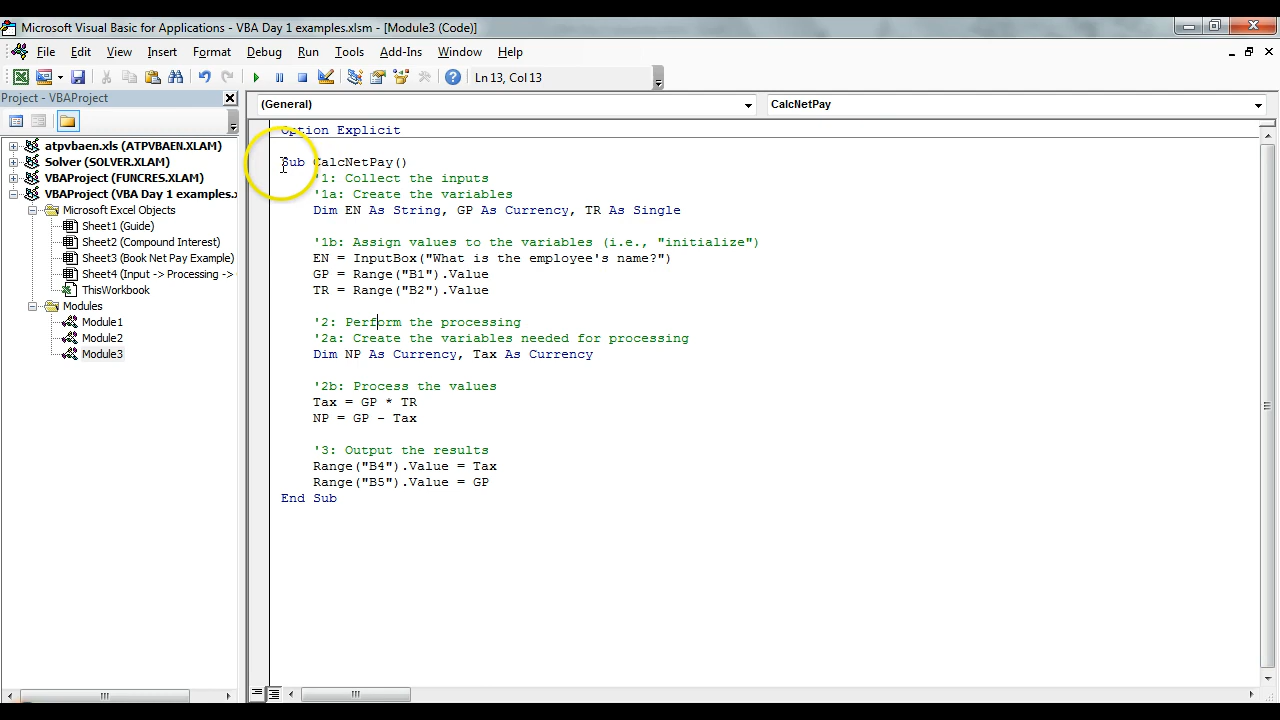 Microsoft Visual Basic for Applications - VBA Day 1 examples.xlsm - [Module3 (Code)]
File Edit View Insert Format Debug Run Tools Add-Ins Window Help
Ln 13, Col 13
Project - VBAProject
(General)
CalcNetPay
atpvbaen.xls (ATPVBAEN.XLAM)
Solver (SOLVER.XLAM)
VBAProject (FUNCRES.XLAM)
VBAProject (VBA Day 1 examples.x
Microsoft Excel Objects
Sheet1 (Guide)
Sheet2 (Compound Interest)
Sheet3 (Book Net Pay Example)
Sheet4 (Input -> Processing ->
ThisWorkbook
Modules
Module1
Module2
Module3
Option Explicit
Sub CalcNetPay()
'1: Collect the inputs
'1a: Create the variables
Dim EN As String, GP As Currency, TR As Single
'1b: Assign values to the variables (i.e., "initialize")
EN = InputBox("What is the employee's name?")
GP = Range("B1").Value
TR = Range("B2").Value
'2: Perform the processing
'2a: Create the variables needed for processing
Dim NP As Currency, Tax As Currency
'2b: Process the values
Tax = GP * TR
NP = GP - Tax
'3: Output the results
Range("B4").Value = Tax
Range("B5").Value = GP
End Sub